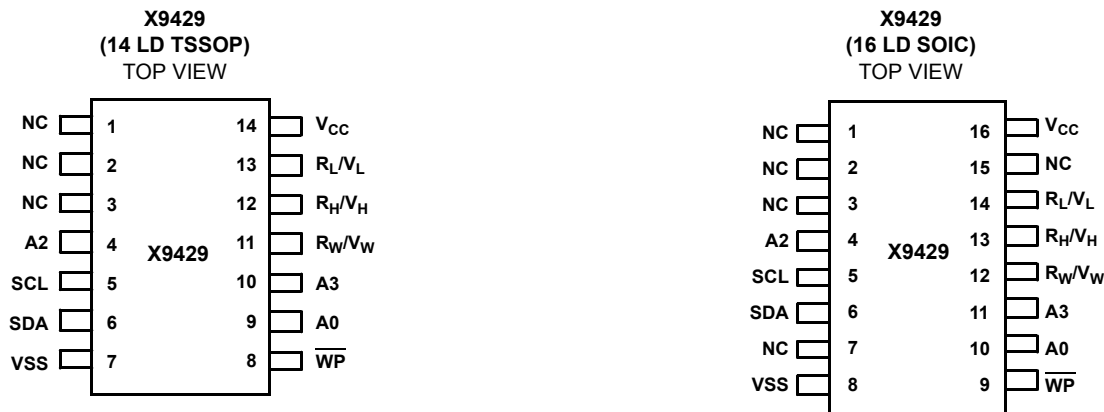 X9429
(14 LD TSSOP)
TOP VIEW
NC 1 14 VCC
NC 2 13 RL/VL
NC 3 12 RH/VH
A2 4 11 RW/VW
X9429
SCL 5 10 A3
SDA 6 9 A0
VSS 7 8 W̅P̅
X9429
(16 LD SOIC)
TOP VIEW
NC 1 16 VCC
NC 2 15 NC
NC 3 14 RL/VL
A2 4 13 RH/VH
X9429
SCL 5 12 RW/VW
SDA 6 11 A3
NC 7 10 A0
VSS 8 9 W̅P̅